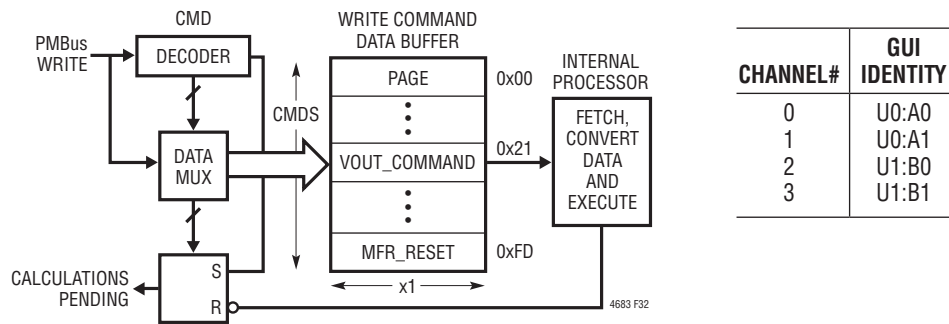 CMD
PMBus
WRITE
DECODER
DATA
MUX
CMDS
S
R
CALCULATIONS
PENDING
WRITE COMMAND
DATA BUFFER
PAGE
0x00
VOUT_COMMAND
0x21
MFR_RESET
0xFD
x1
INTERNAL
PROCESSOR
FETCH,
CONVERT
DATA
AND
EXECUTE
4683 F32
CHANNEL# GUI IDENTITY
0 U0:A0
1 U0:A1
2 U1:B0
3 U1:B1